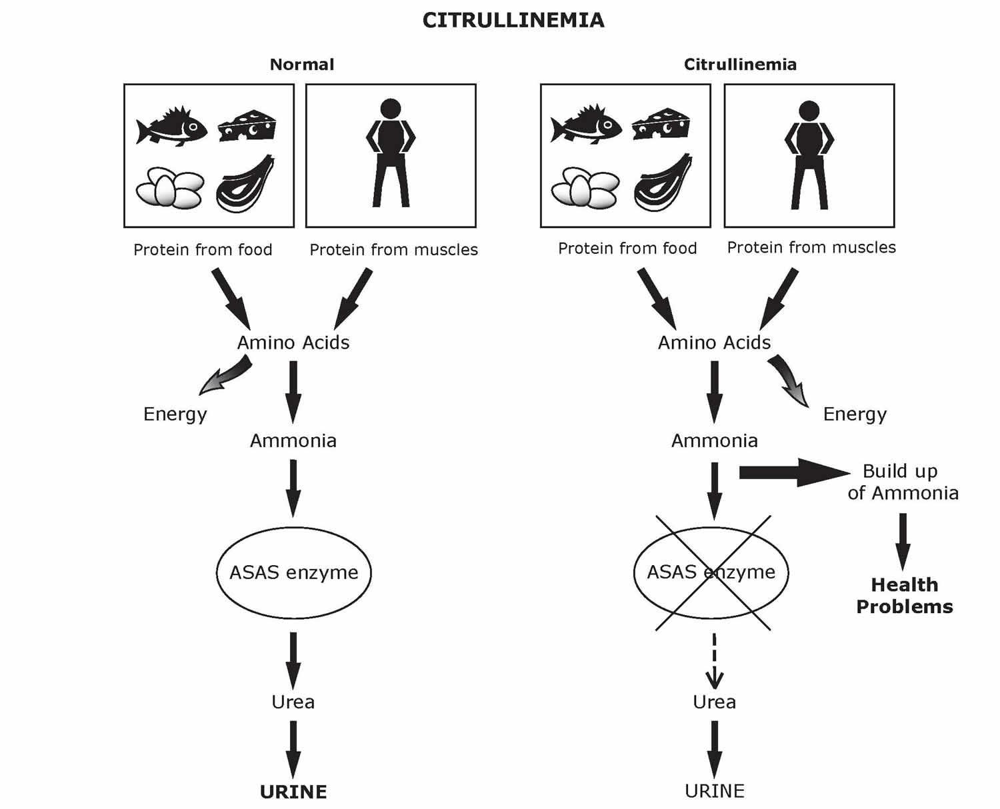 CITRULLINEMIA
Normal
Protein from food
Protein from muscles
Amino Acids
Energy
Ammonia
ASAS enzyme
Urea
URINE
Citrullinemia
Protein from food
Protein from muscles
Amino Acids
Energy
Ammonia
Build up
of Ammonia
Health
Problems
ASAS enzyme
Urea
URINE